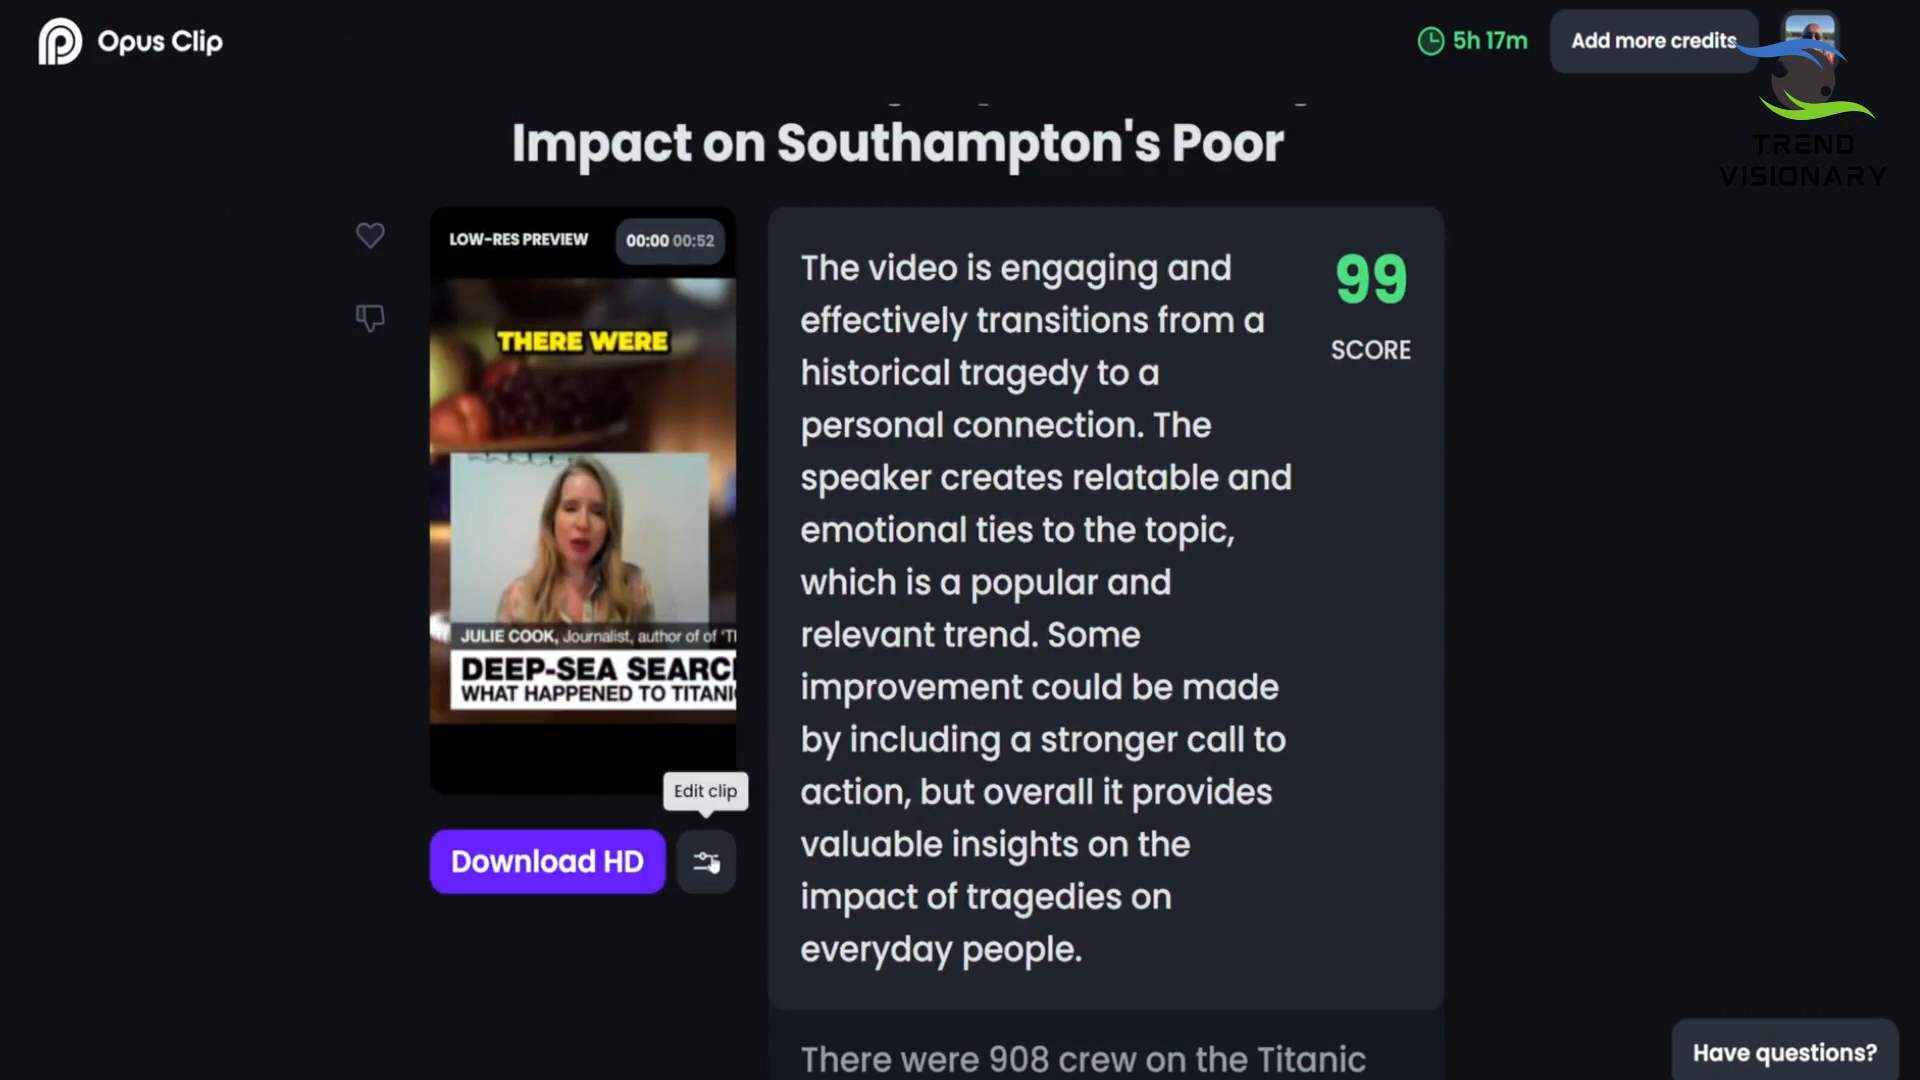 Opus Clip
5h 17m
Add more credits
TREND
VISIONARY
Impact on Southampton's Poor
LOW-RES PREVIEW
00:00 00:52
THERE WERE
JULIE COOK, Journalist, author of of 'TI
DEEP-SEA SEARC
WHAT HAPPENED TO TITANI
Edit clip
Download HD
The video is engaging and
effectively transitions from a
historical tragedy to a
personal connection. The
speaker creates relatable and
emotional ties to the topic,
which is a popular and
relevant trend. Some
improvement could be made
by including a stronger call to
action, but overall it provides
valuable insights on the
impact of tragedies on
everyday people.
99
SCORE
There were 908 crew on the Titanic
Have questions?